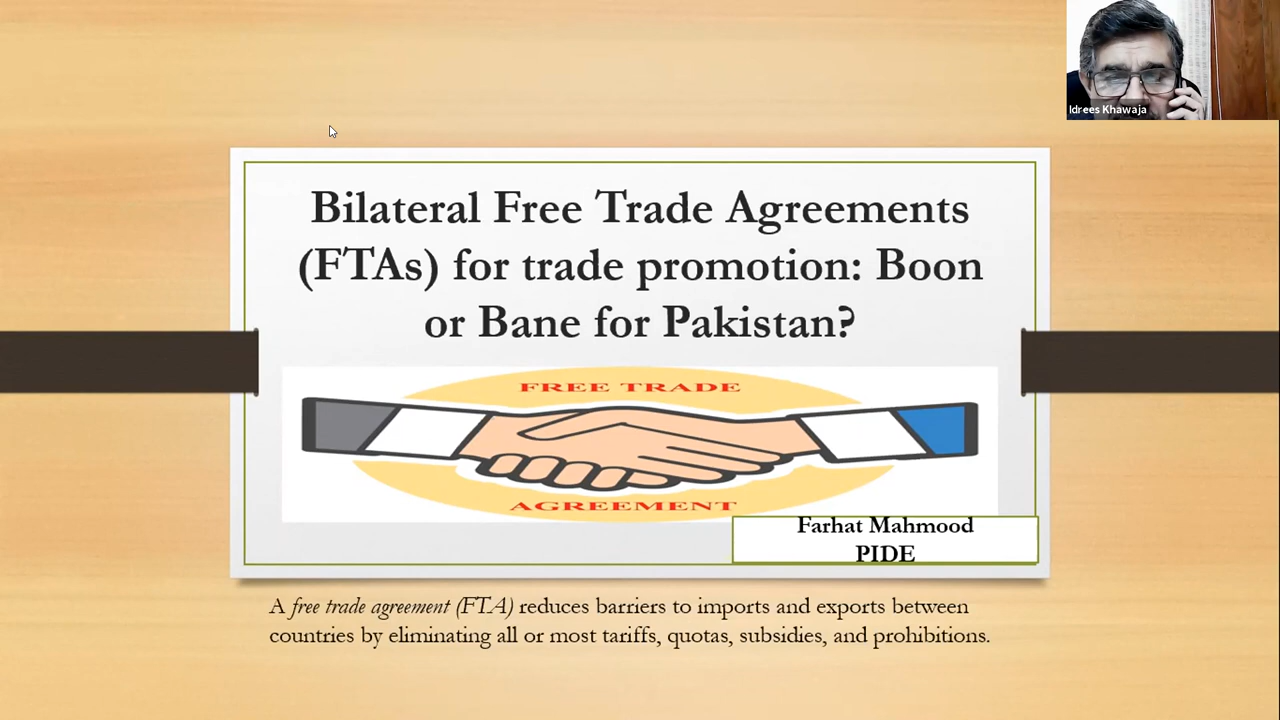 Idrees Khawaja
Bilateral Free Trade Agreements
(FTAs) for trade promotion: Boon
or Bane for Pakistan?
FREE TRADE
AGREEMENT
Farhat Mahmood
PIDE
A free trade agreement (FTA) reduces barriers to imports and exports between
countries by eliminating all or most tariffs, quotas, subsidies, and prohibitions.